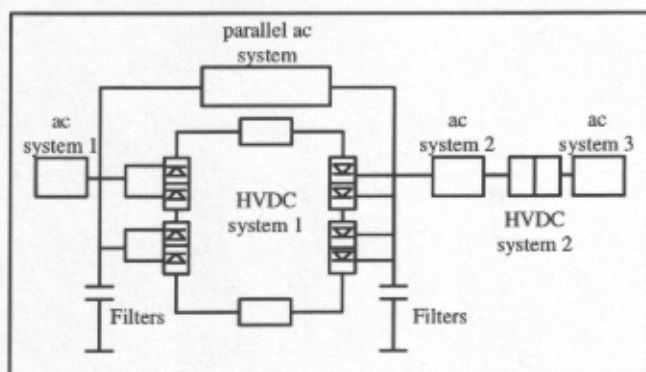 parallel ac
system
ac
system 1
ac
system 2
ac
system 3
HVDC
system 1
HVDC
system 2
Filters
Filters